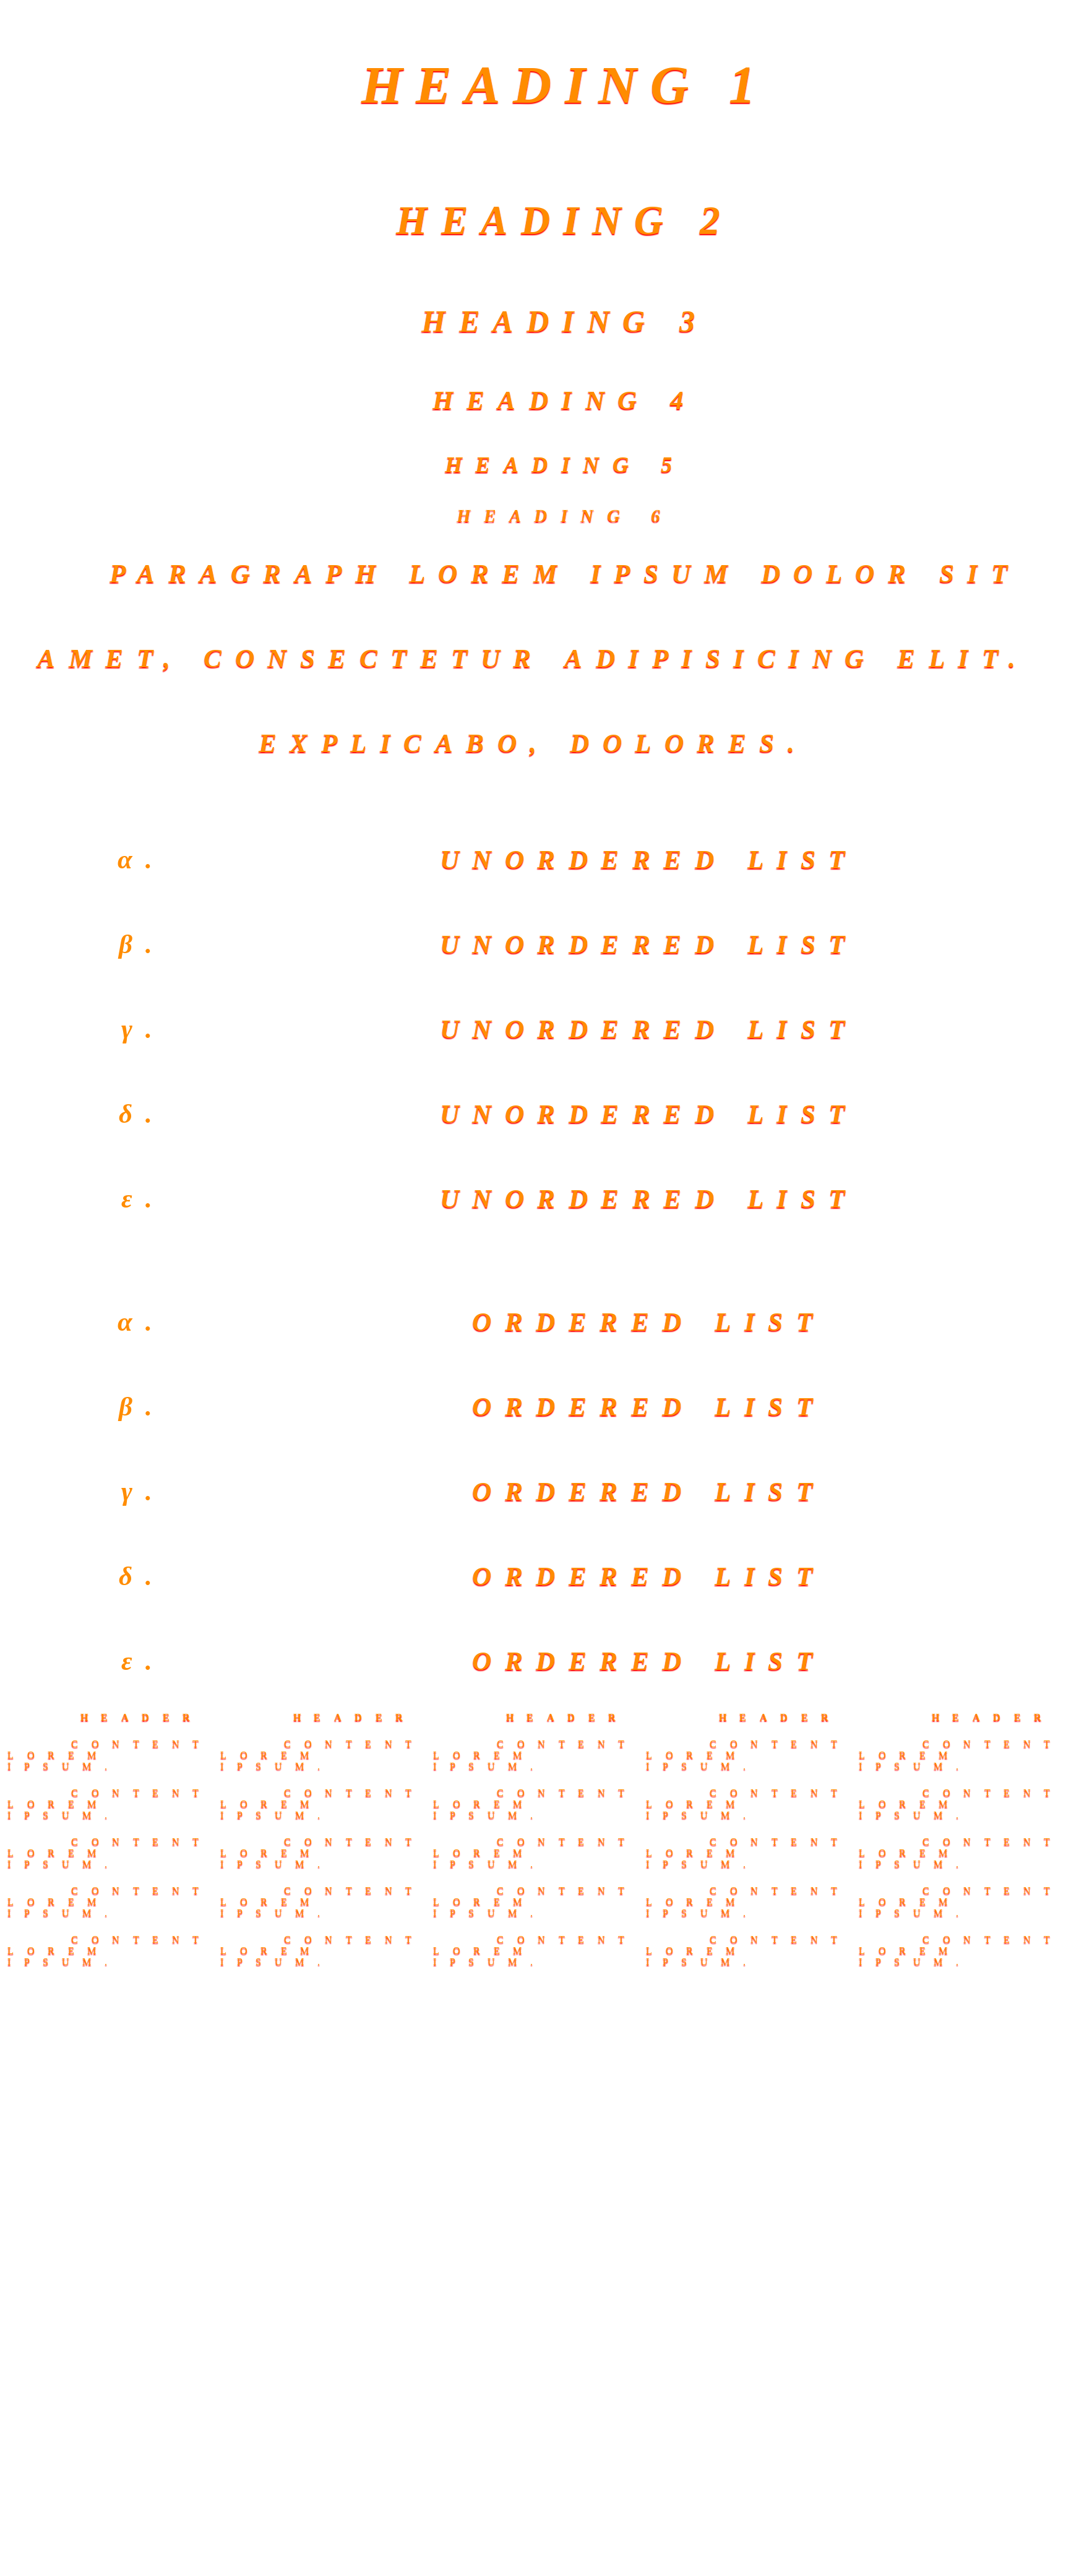 HEADING 1
HEADING 2
HEADING 3
HEADING 4
HEADING 5
HEADING 6
PARAGRAPH LOREM IPSUM DOLOR SIT
AMET, CONSECTETUR ADIPISICING ELIT.
EXPLICABO, DOLORES.
α. UNORDERED LIST
β. UNORDERED LIST
γ. UNORDERED LIST
δ. UNORDERED LIST
ε. UNORDERED LIST
α. ORDERED LIST
β. ORDERED LIST
γ. ORDERED LIST
δ. ORDERED LIST
ε. ORDERED LIST
HEADER HEADER HEADER HEADER HEADER
CONTENT CONTENT CONTENT CONTENT CONTENT
LOREM LOREM LOREM LOREM LOREM
IPSUM. IPSUM. IPSUM. IPSUM. IPSUM.
CONTENT CONTENT CONTENT CONTENT CONTENT
LOREM LOREM LOREM LOREM LOREM
IPSUM. IPSUM. IPSUM. IPSUM. IPSUM.
CONTENT CONTENT CONTENT CONTENT CONTENT
LOREM LOREM LOREM LOREM LOREM
IPSUM. IPSUM. IPSUM. IPSUM. IPSUM.
CONTENT CONTENT CONTENT CONTENT CONTENT
LOREM LOREM LOREM LOREM LOREM
IPSUM. IPSUM. IPSUM. IPSUM. IPSUM.
CONTENT CONTENT CONTENT CONTENT CONTENT
LOREM LOREM LOREM LOREM LOREM
IPSUM. IPSUM. IPSUM. IPSUM. IPSUM.